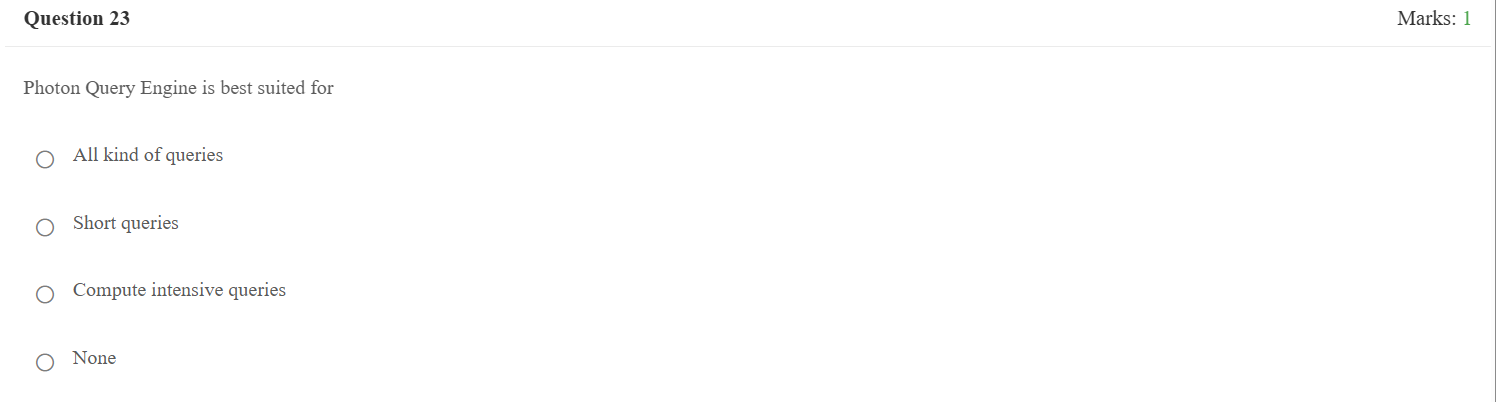 Question 23 Marks: 1
Photon Query Engine is best suited for
All kind of queries
Short queries
Compute intensive queries
None